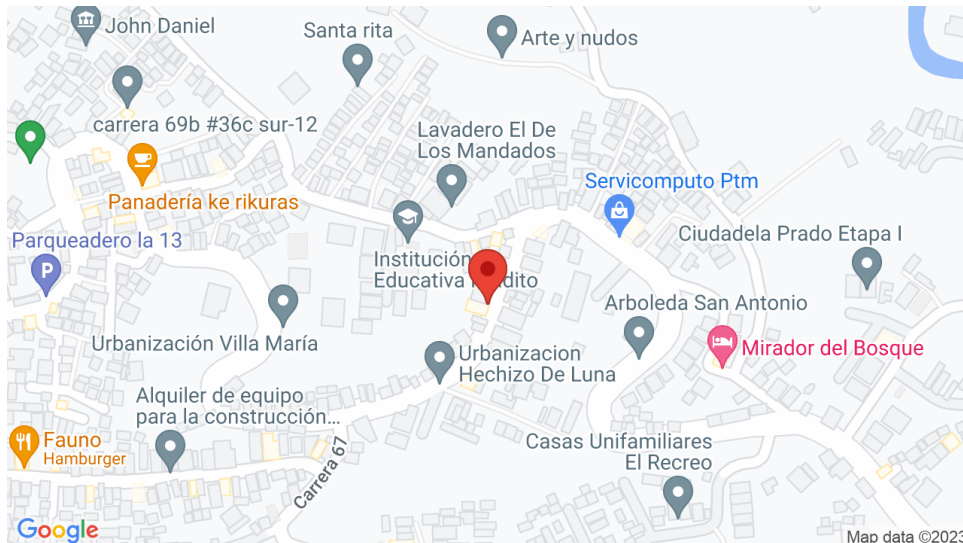 John Daniel
Santa rita
Arte y nudos
carrera 69b #36c sur-12
Lavadero El De
Los Mandados
Panadería ke rikuras
Servicomputo Ptm
Parqueadero la 13
Institución
Educativa
Ciudadela Prado Etapa I
Urbanización Villa María
Arboleda San Antonio
Urbanizacion
Hechizo De Luna
Mirador del Bosque
Alquiler de equipo
para la construcción...
Fauno
Hamburger
Casas Unifamiliares
El Recreo
Carrera 67
Google
Map data ©2023